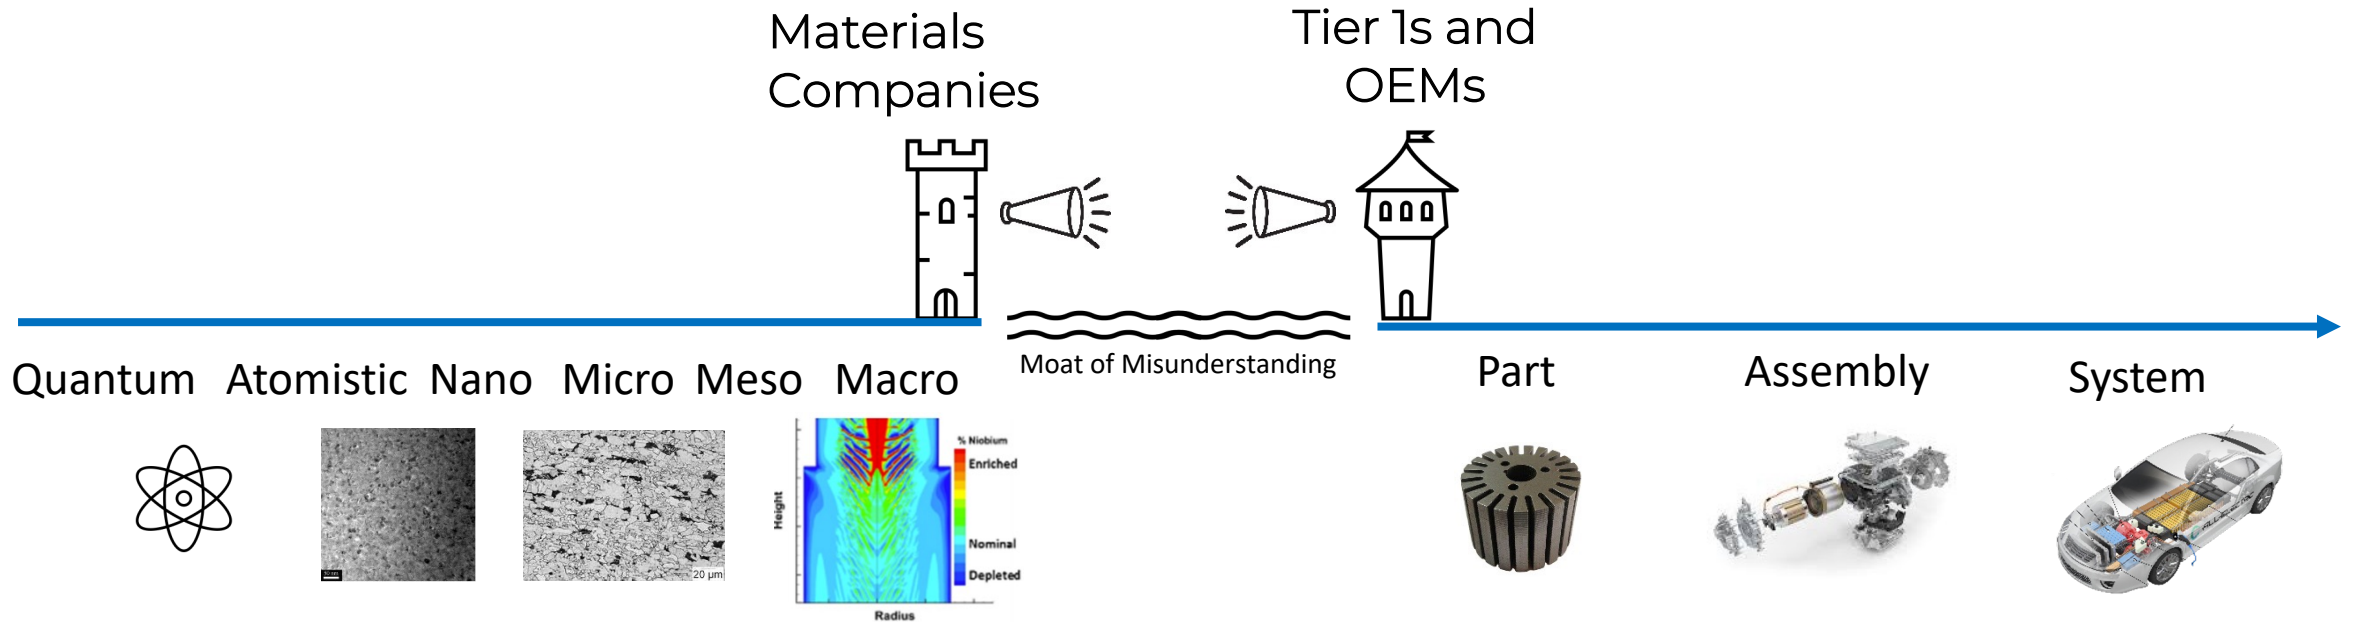 Materials
Companies
Tier 1s and
OEMs
Moat of Misunderstanding
Quantum Atomistic Nano Micro Meso Macro
Part Assembly System
20 µm
% Niobium
Enriched
Nominal
Depleted
Height
Radius